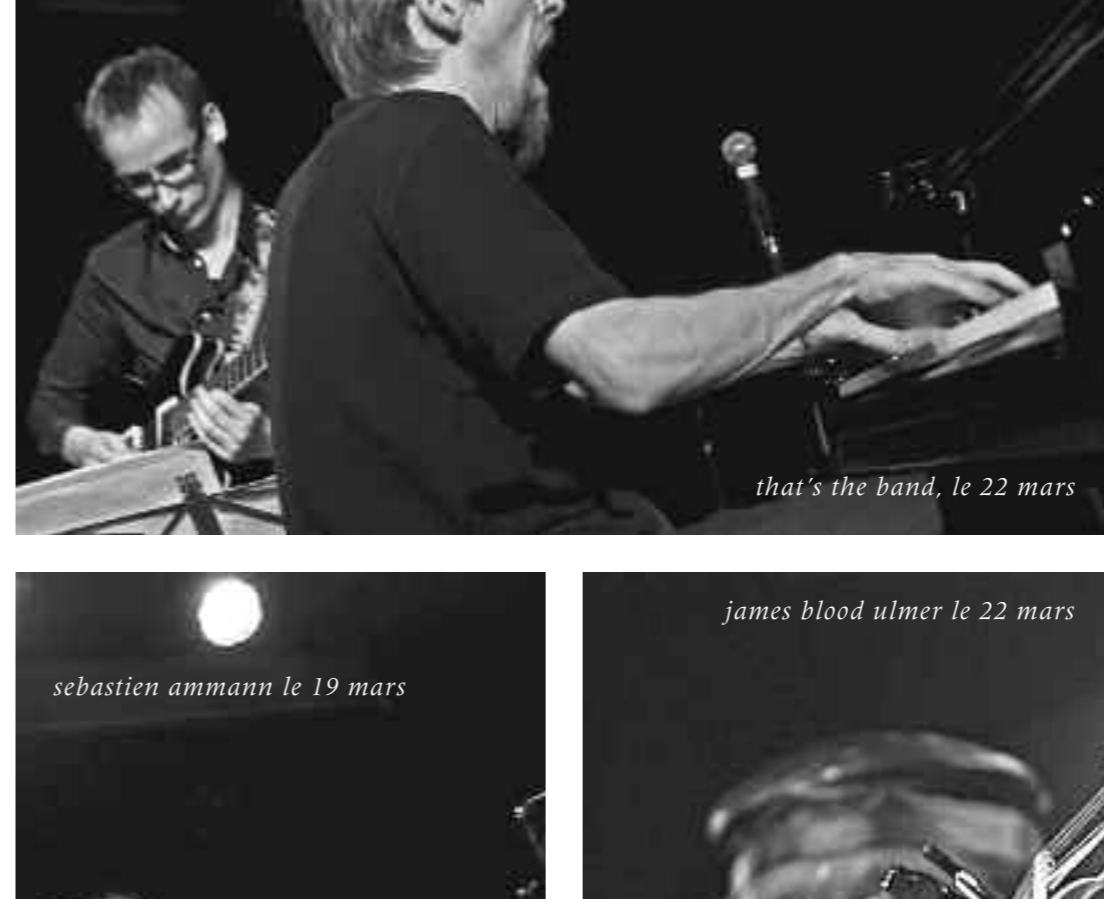 that's the band, le 22 mars
sebastien ammann le 19 mars
james blood ulmer le 22 mars